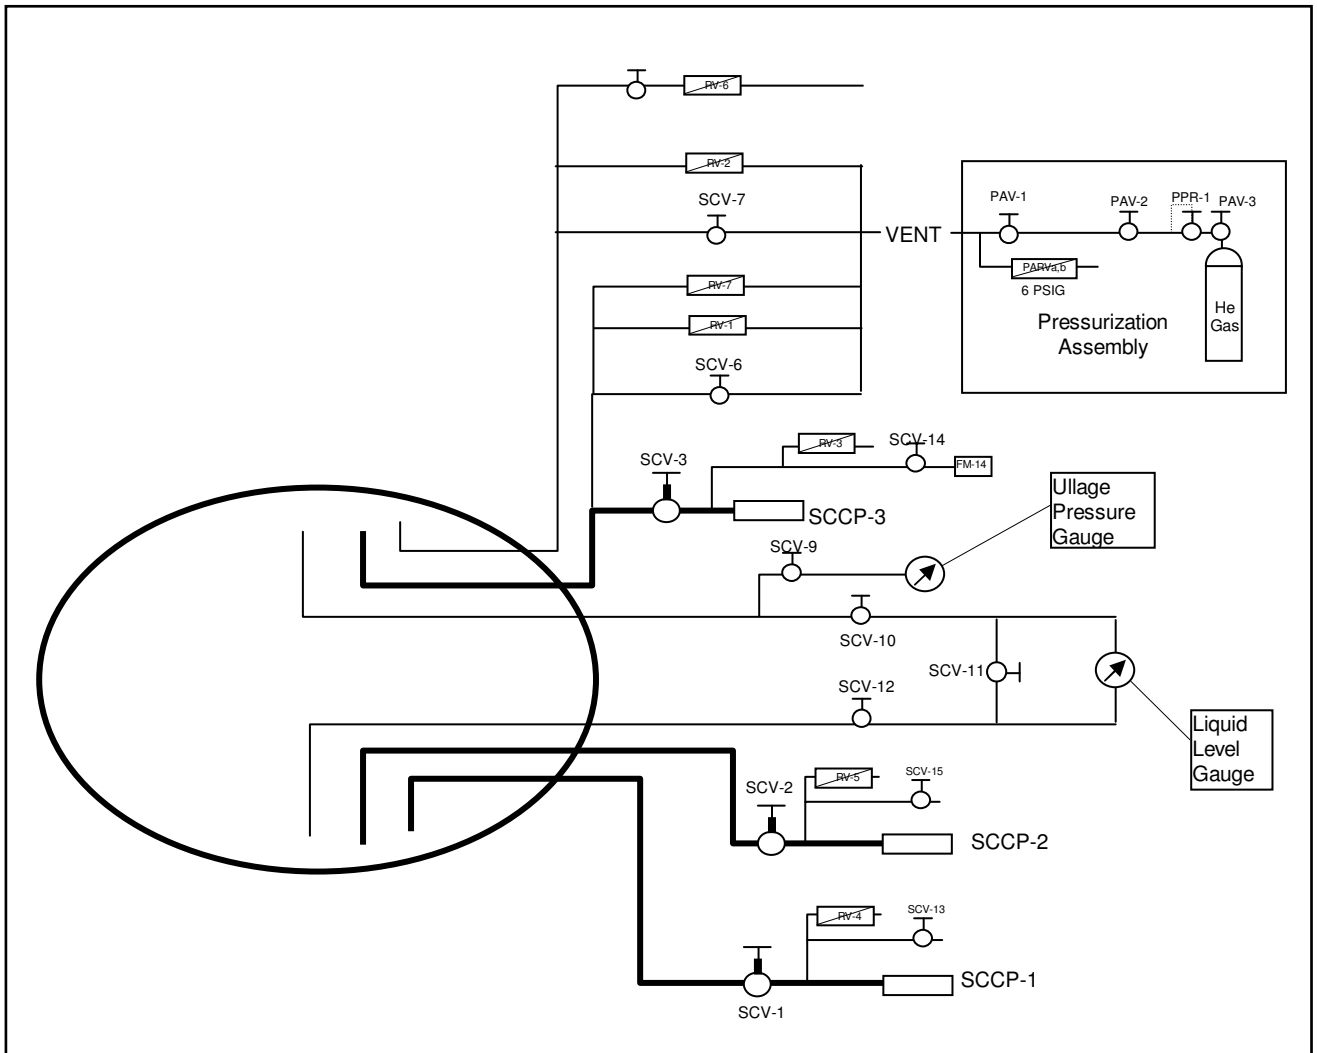 RV-6
RV-2
SCV-7
VENT
RV-7
RV-1
SCV-6
PAV-1
PAV-2
PPR-1
PAV-3
PARVa,b
6 PSIG
Pressurization
Assembly
He
Gas
RV-3
SCV-14
FM-14
SCV-3
SCCP-3
Ullage
Pressure
Gauge
SCV-9
SCV-10
SCV-11
SCV-12
Liquid
Level
Gauge
RV-5
SCV-15
SCV-2
SCCP-2
RV-4
SCV-13
SCCP-1
SCV-1